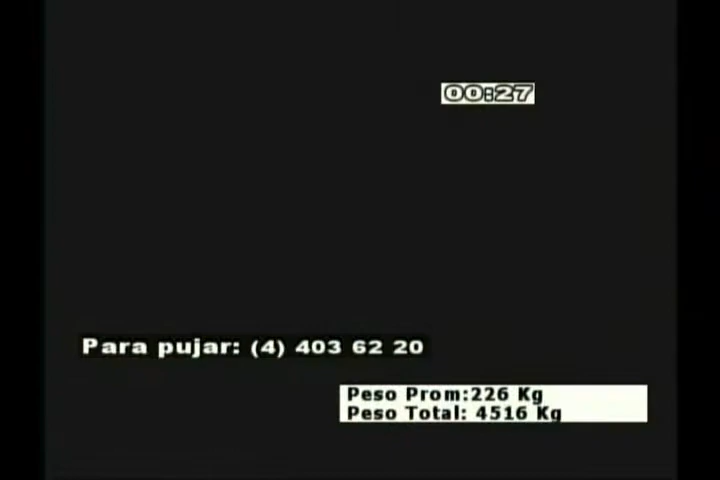 00:27
Para pujar: (4) 403 62 20
Peso Prom:226 Kg
Peso Total: 4516 Kg